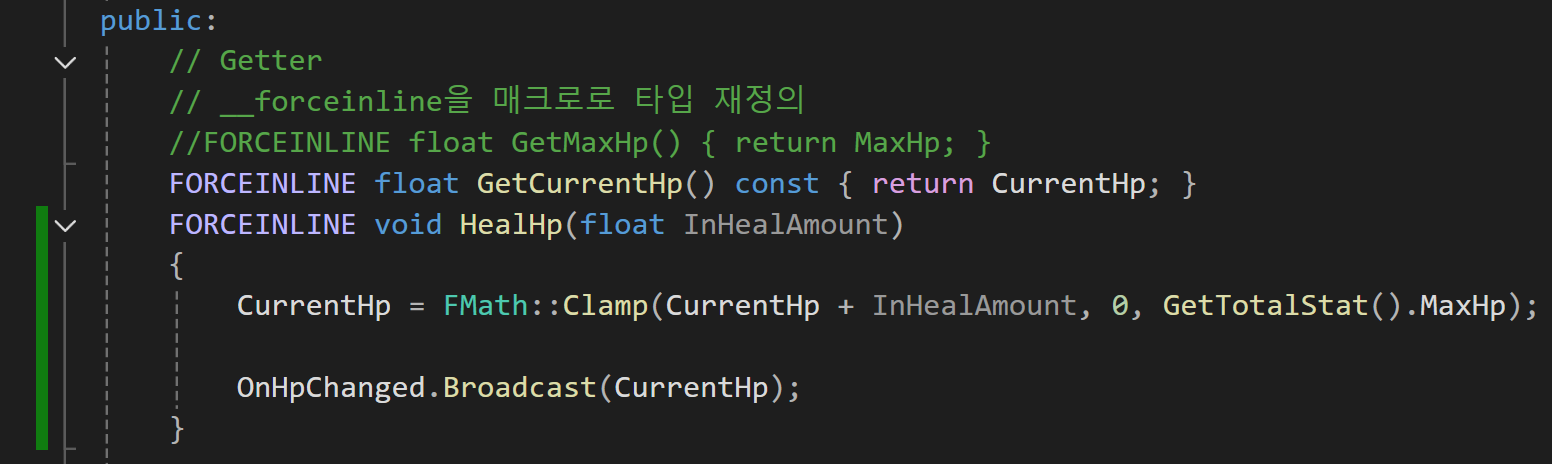 public:
// Getter
// __forceinline을 매크로로 타입 재정의
//FORCEINLINE float GetMaxHp() { return MaxHp; }
FORCEINLINE float GetCurrentHp() const { return CurrentHp; }
FORCEINLINE void HealHp(float InHealAmount)
{
CurrentHp = FMath::Clamp(CurrentHp + InHealAmount, 0, GetTotalStat().MaxHp);
OnHpChanged.Broadcast(CurrentHp);
}